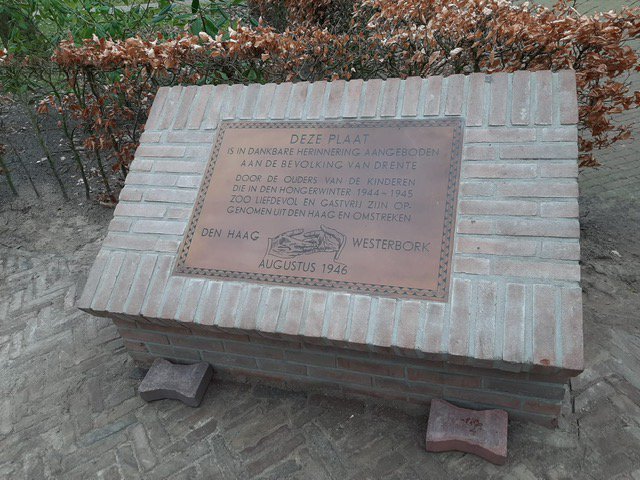 DEZE PLAAT
IS IN DANKBARE HERINNERING AANGEBODEN
AAN DE BEVOLKING VAN DRENTE
DOOR DE OUDERS VAN DE KINDEREN
DIE IN DEN HONGERWINTER 1944-1945
ZOO LIEFDEVOL EN GASTVRIJ ZIJN OP-
GENOMEN UIT DEN HAAG EN OMSTREKEN
DEN HAAG WESTERBORK
AUGUSTUS 1946